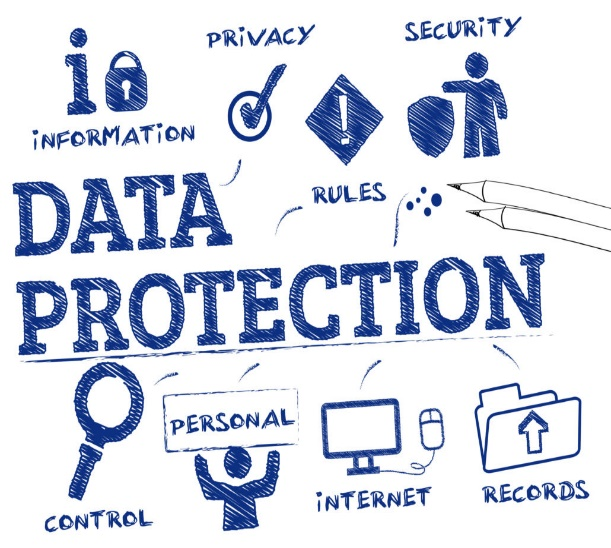 PRiVACY
SECURiTY
iNFORMATiON
RULES
DATA
PROTECTION
PERSONAL
CONTROL
iNTERNET
RECORDS